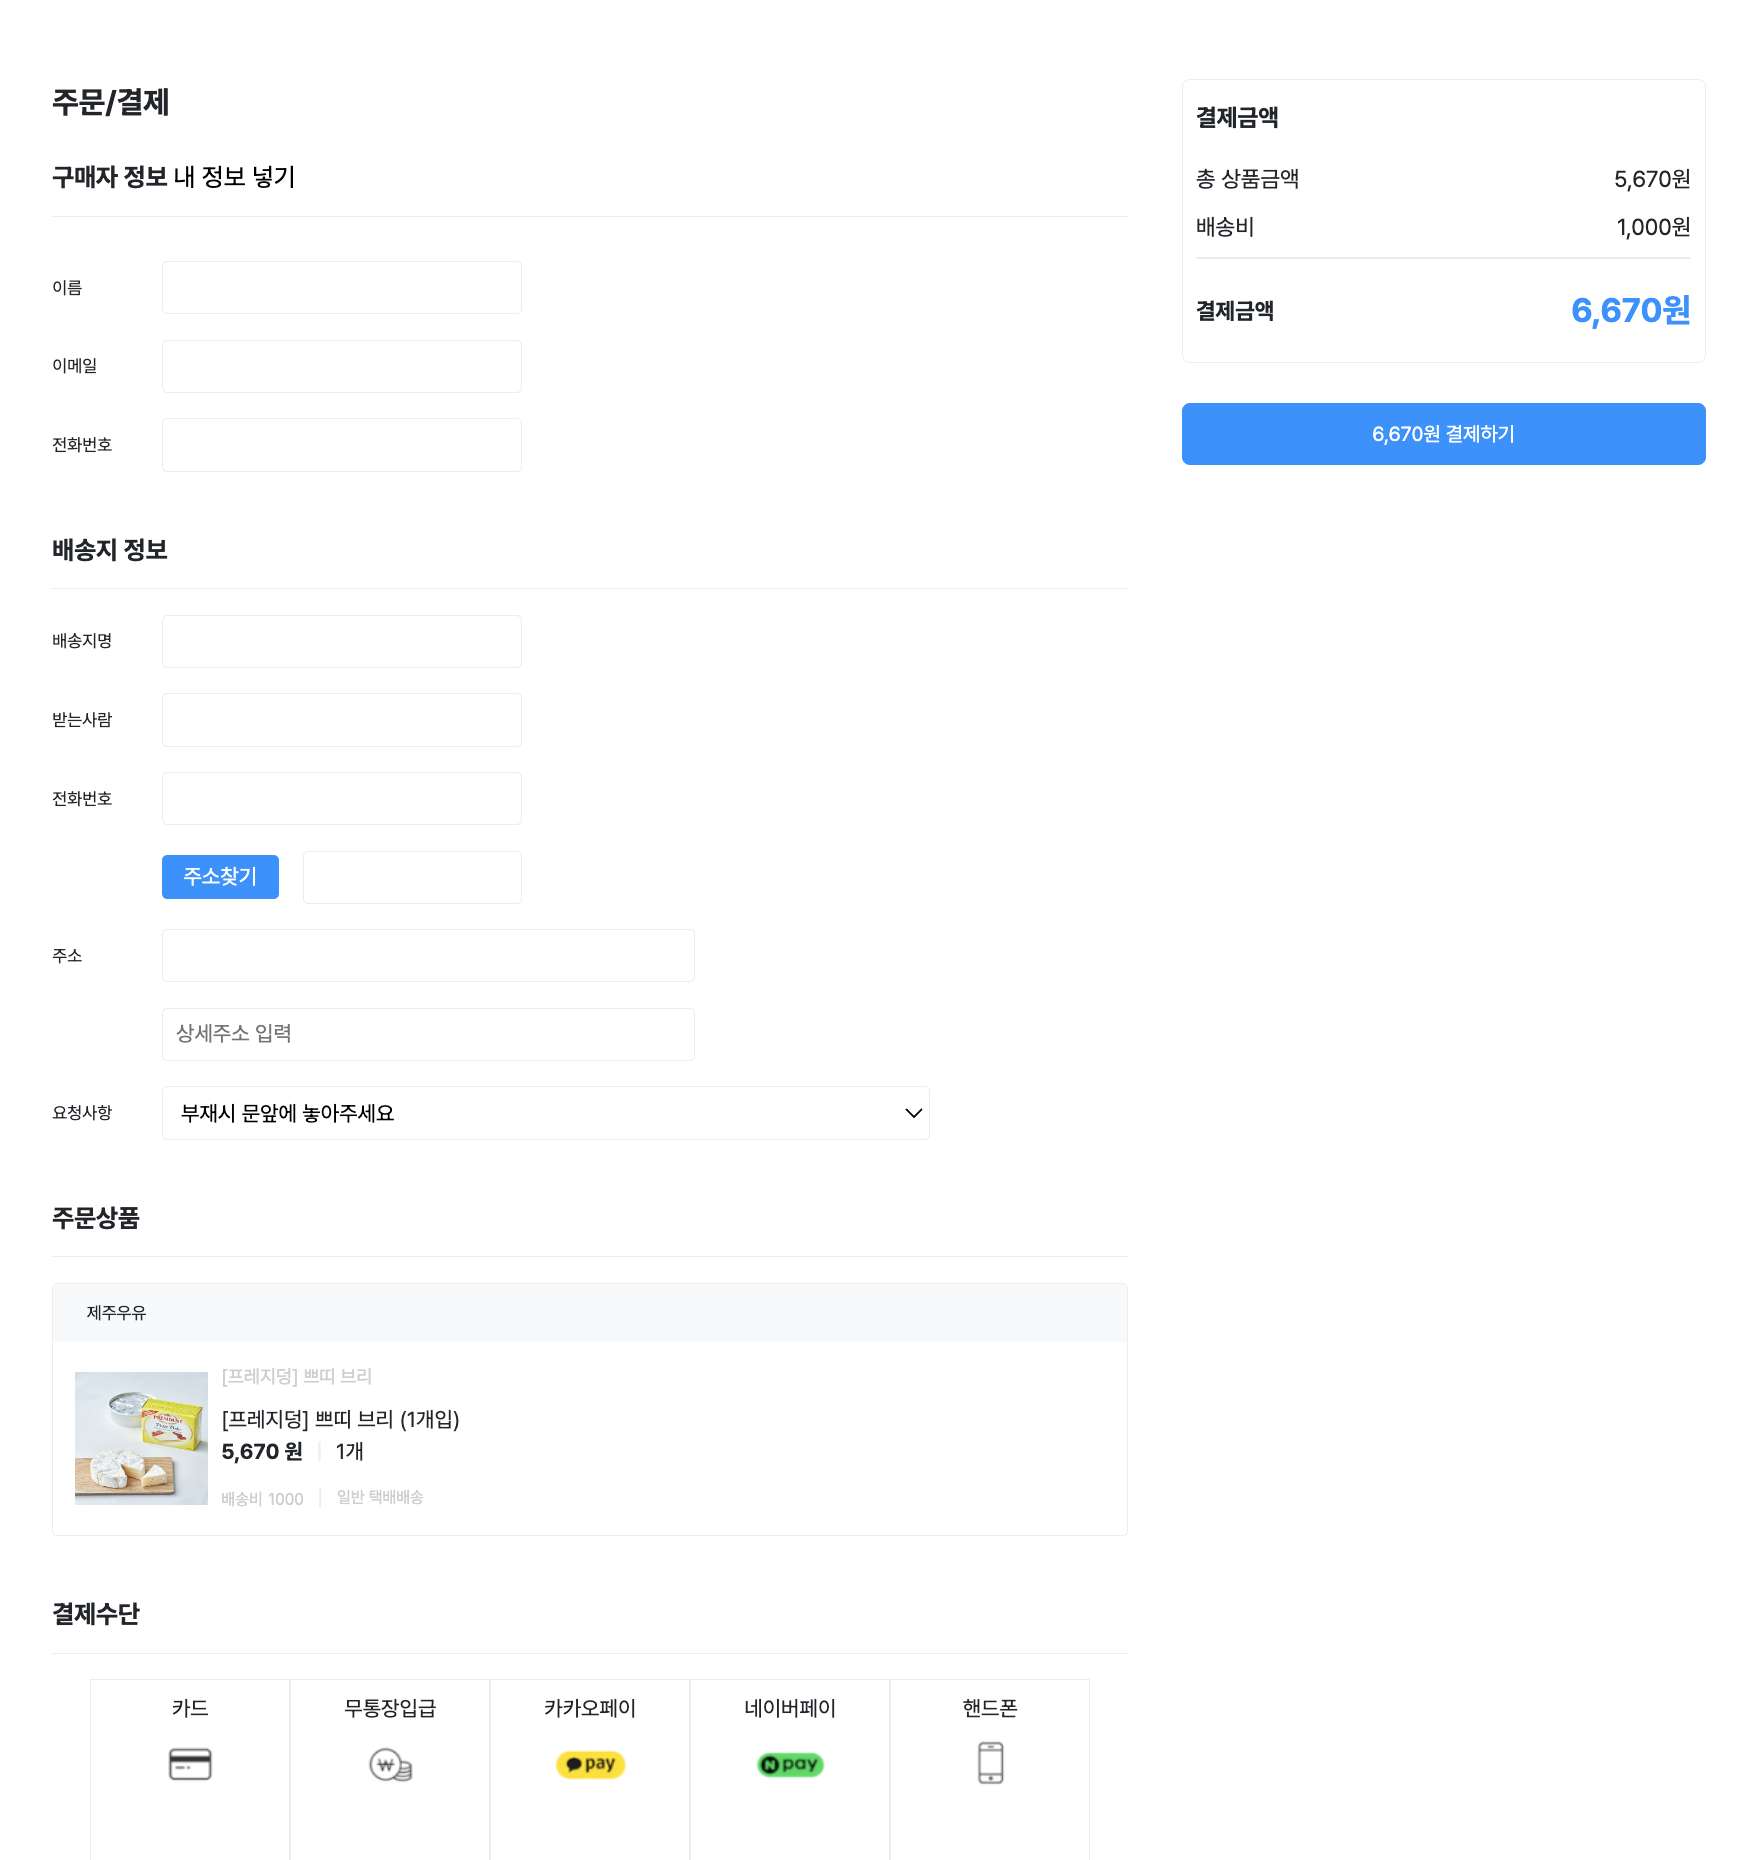 주문/결제
구매자 정보 내 정보 넣기
이름
이메일
전화번호
배송지 정보
배송지명
받는사람
전화번호
주소찾기
주소
상세주소 입력
요청사항 부재시 문앞에 놓아주세요
주문상품
제주우유
[프레지덩] 쁘띠 브리
[프레지덩] 쁘띠 브리 (1개입)
5,670 원 1개
배송비 1000 일반 택배배송
PRESIDENT
결제수단
카드 무통장입급 카카오페이 네이버페이 핸드폰
pay N pay
결제금액
총 상품금액 5,670원
배송비 1,000원
결제금액 6,670원
6,670원 결제하기